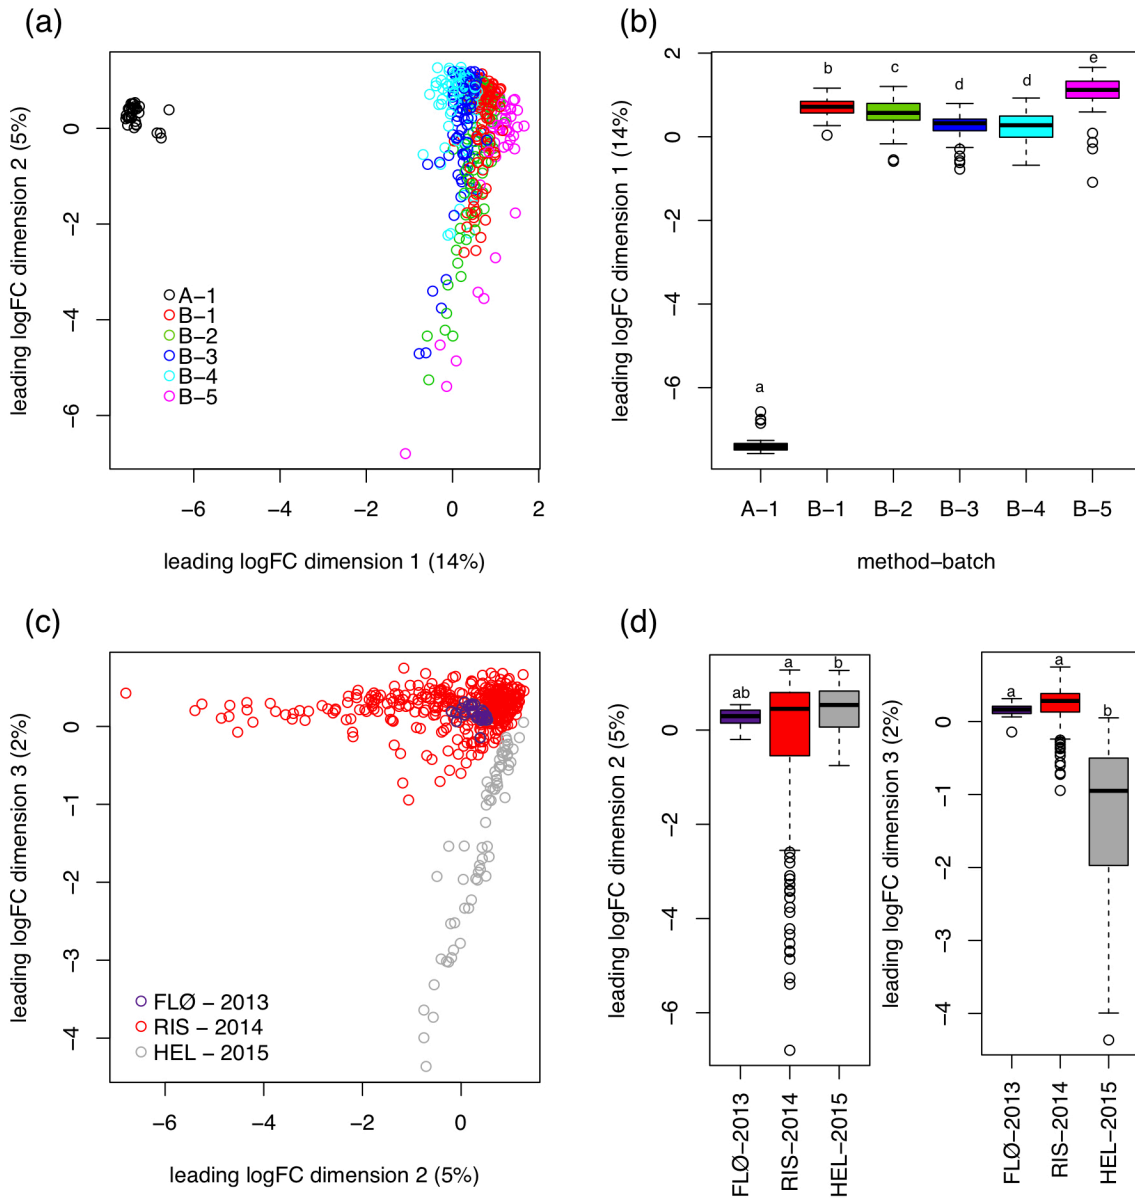 (a)
leading logFC dimension 2 (5%)
0
−2
−4
−6
A−1
B−1
B−2
B−3
B−4
B−5
−6 −4 −2 0 2
leading logFC dimension 1 (14%)
(b)
leading logFC dimension 1 (14%)
2
0
−2
−4
−6
a b c d d e
A−1 B−1 B−2 B−3 B−4 B−5
method−batch
(c)
leading logFC dimension 3 (2%)
0
−1
−2
−3
−4
FLØ − 2013
RIS − 2014
HEL − 2015
−6 −4 −2 0
leading logFC dimension 2 (5%)
(d)
leading logFC dimension 2 (5%)
0
−2
−4
−6
ab a b
FLØ−2013 RIS−2014 HEL−2015
leading logFC dimension 3 (2%)
0
−1
−2
−3
−4
a a b
FLØ−2013 RIS−2014 HEL−2015